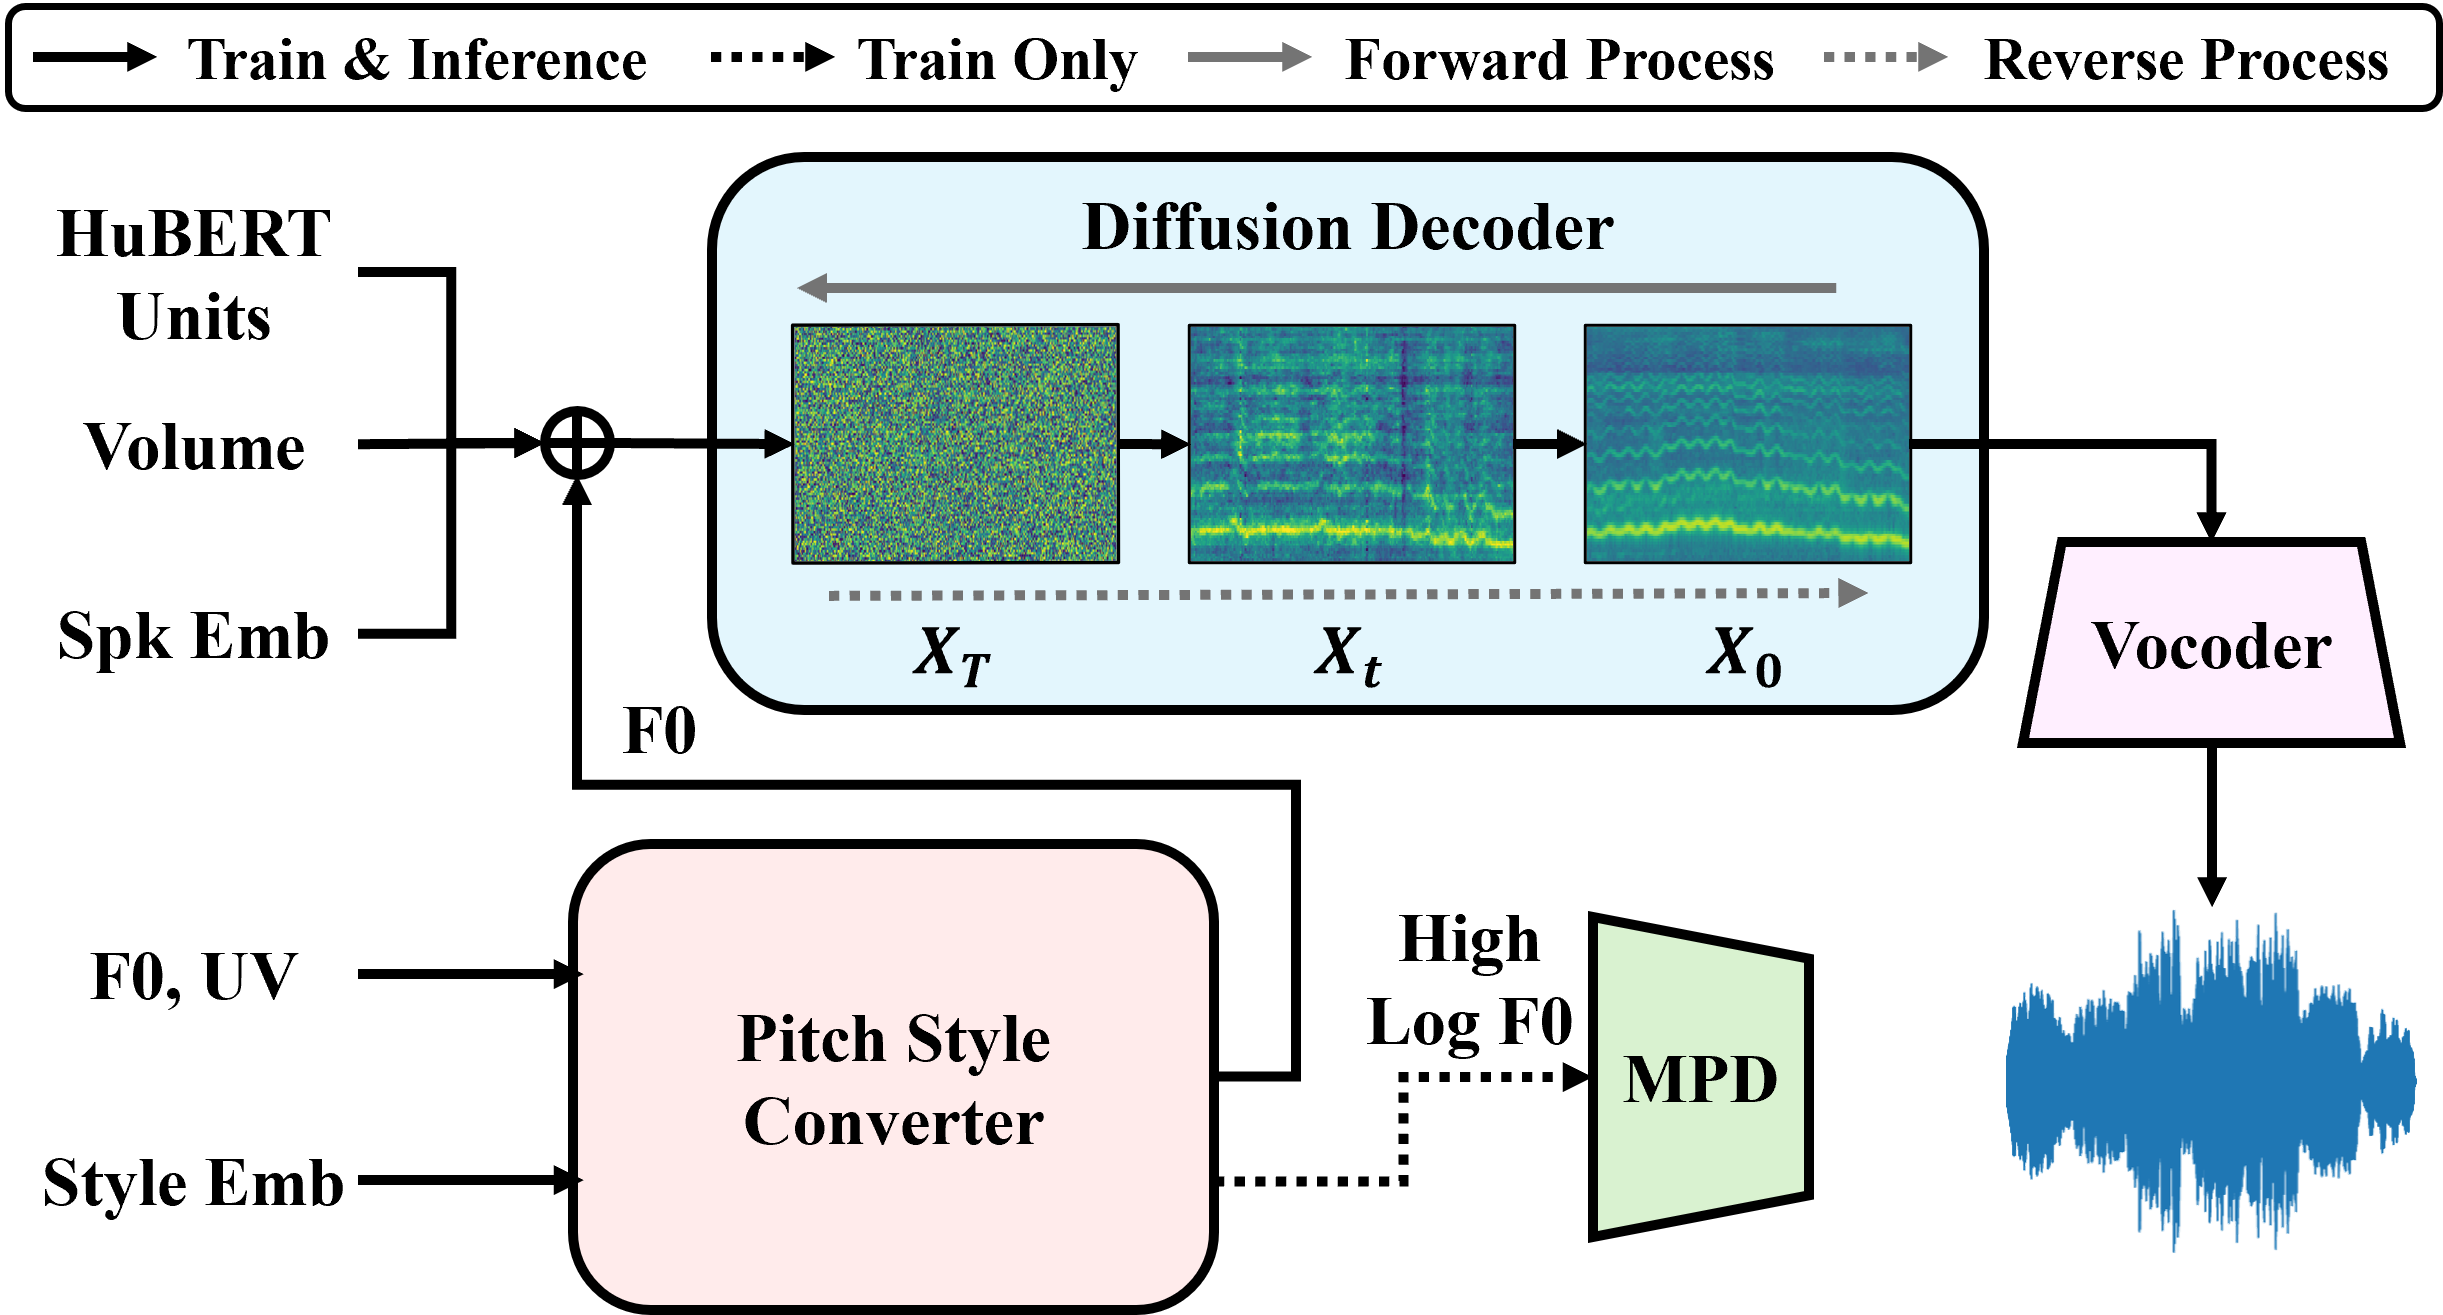 Train & Inference
Train Only
Forward Process
Reverse Process
HuBERT
Units
Volume
Spk Emb
Diffusion Decoder
X_T
X_t
X_0
Vocoder
F0
F0, UV
Style Emb
Pitch Style
Converter
High
Log F0
MPD